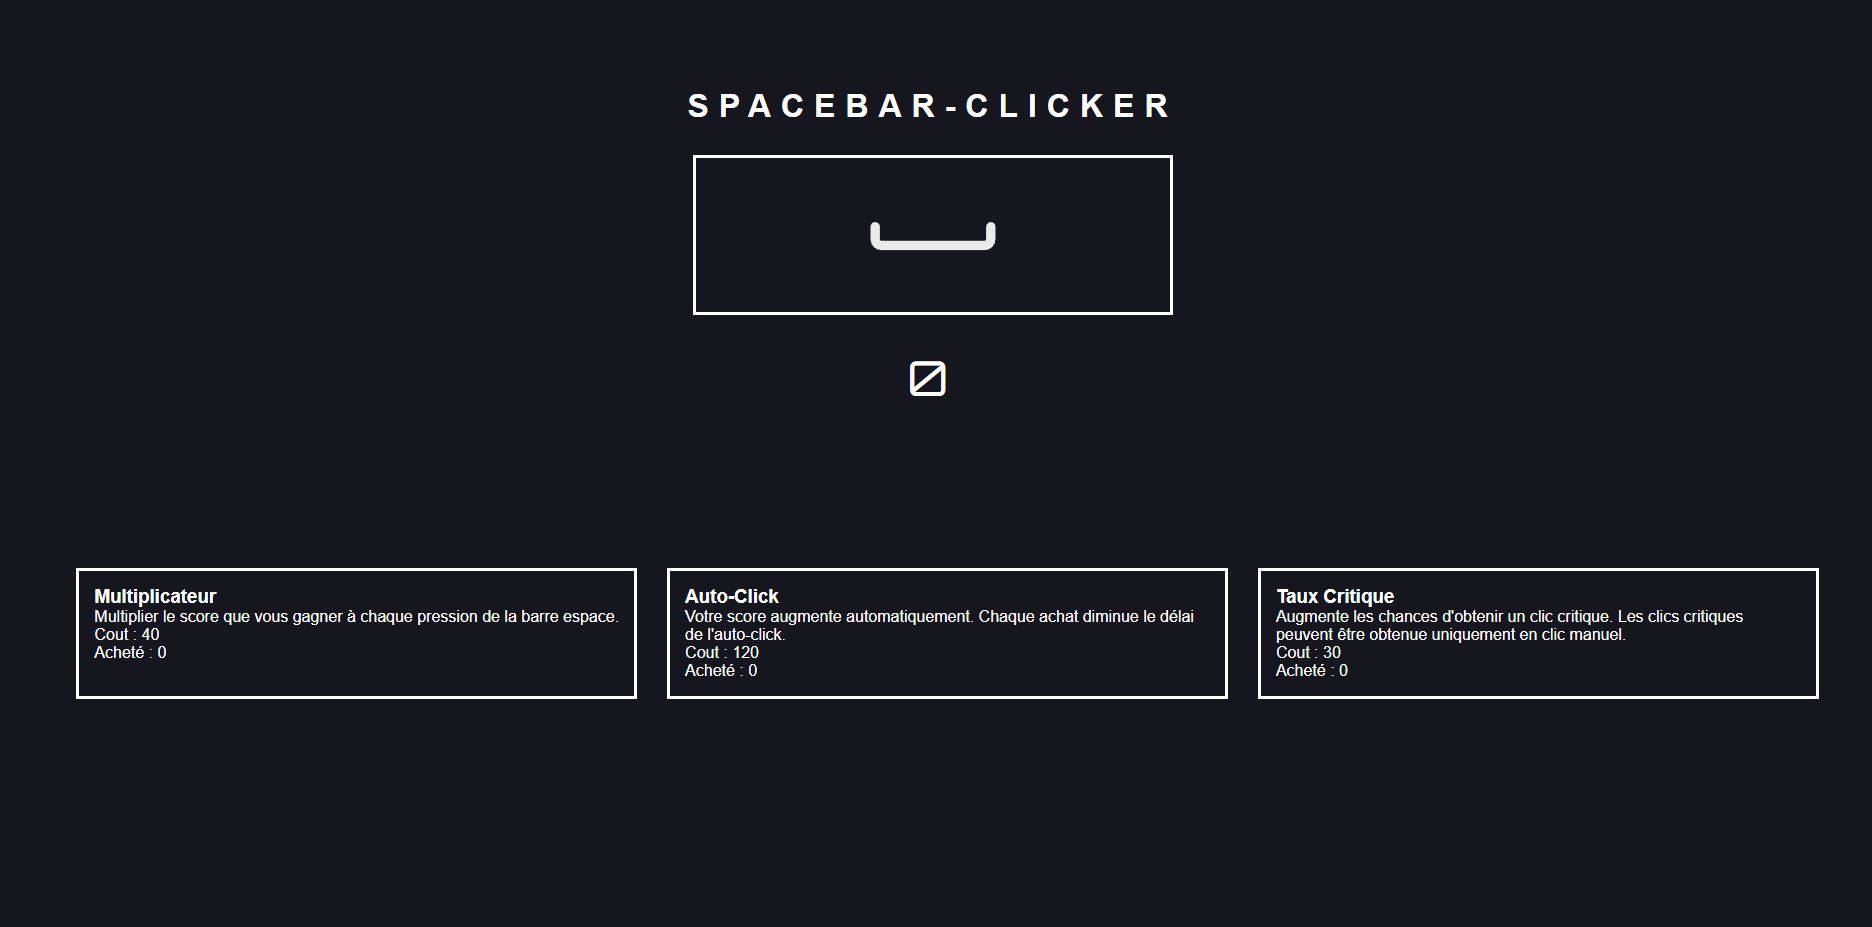 SPACEBAR-CLICKER
0
Multiplicateur
Multiplier le score que vous gagner à chaque pression de la barre espace.
Cout : 40
Acheté : 0
Auto-Click
Votre score augmente automatiquement. Chaque achat diminue le délai
de l'auto-click.
Cout : 120
Acheté : 0
Taux Critique
Augmente les chances d'obtenir un clic critique. Les clics critiques
peuvent être obtenue uniquement en clic manuel.
Cout : 30
Acheté : 0